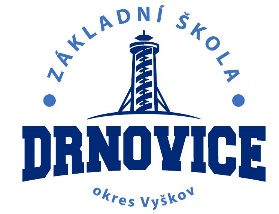 ZÁKLADNÍ ŠKOLA
DRNOVICE
okres Vyškov